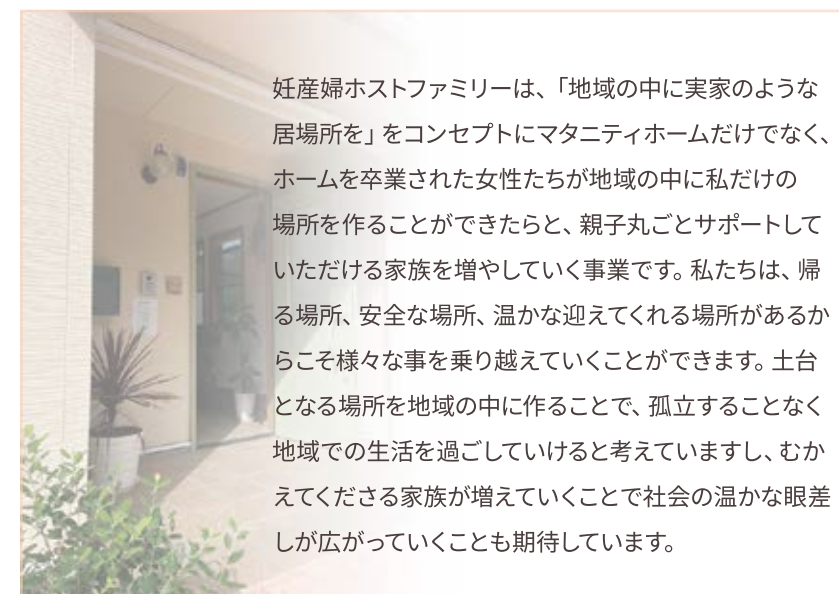 妊産婦ホストファミリーは、「地域の中に実家のような
居場所を」をコンセプトにマタニティホームだけでなく、
ホームを卒業された女性たちが地域の中に私だけの
場所を作ることができたらと、親子丸ごとサポートして
いただける家族を増やしていく事業です。私たちは、帰
る場所、安全な場所、温かな迎えてくれる場所があるか
らこそ様々な事を乗り越えていくことができます。土台
となる場所を地域の中に作ることで、孤立することなく
地域での生活を過ごしていけると考えていますし、むか
えてくださる家族が増えていくことで社会の温かな眼差
しが広がっていくことも期待しています。